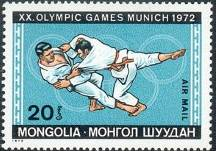 XX. OLYMPIC GAMES MUNICH 1972
AIR MAIL
20
MONGOLIA - МОНГОЛ ШУУДАН